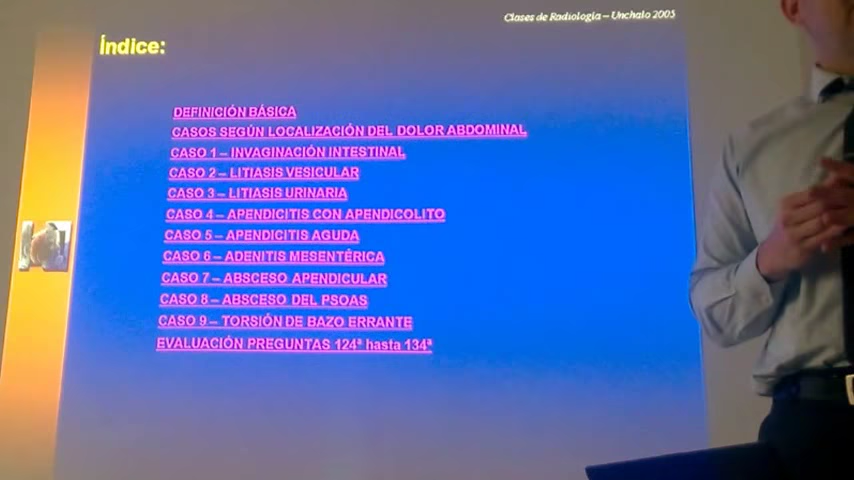 Clases de Radiología – Unchalo 2005
Índice:
DEFINICIÓN BÁSICA
CASOS SEGÚN LOCALIZACIÓN DEL DOLOR ABDOMINAL
CASO 1 – INVAGINACIÓN INTESTINAL
CASO 2 – LITIASIS VESICULAR
CASO 3 – LITIASIS URINARIA
CASO 4 – APENDICITIS CON APENDICOLITO
CASO 5 – APENDICITIS AGUDA
CASO 6 – ADENITIS MESENTÉRICA
CASO 7 – ABSCESO APENDICULAR
CASO 8 – ABSCESO DEL PSOAS
CASO 9 – TORSIÓN DE BAZO ERRANTE
EVALUACIÓN PREGUNTAS 124ª hasta 134ª